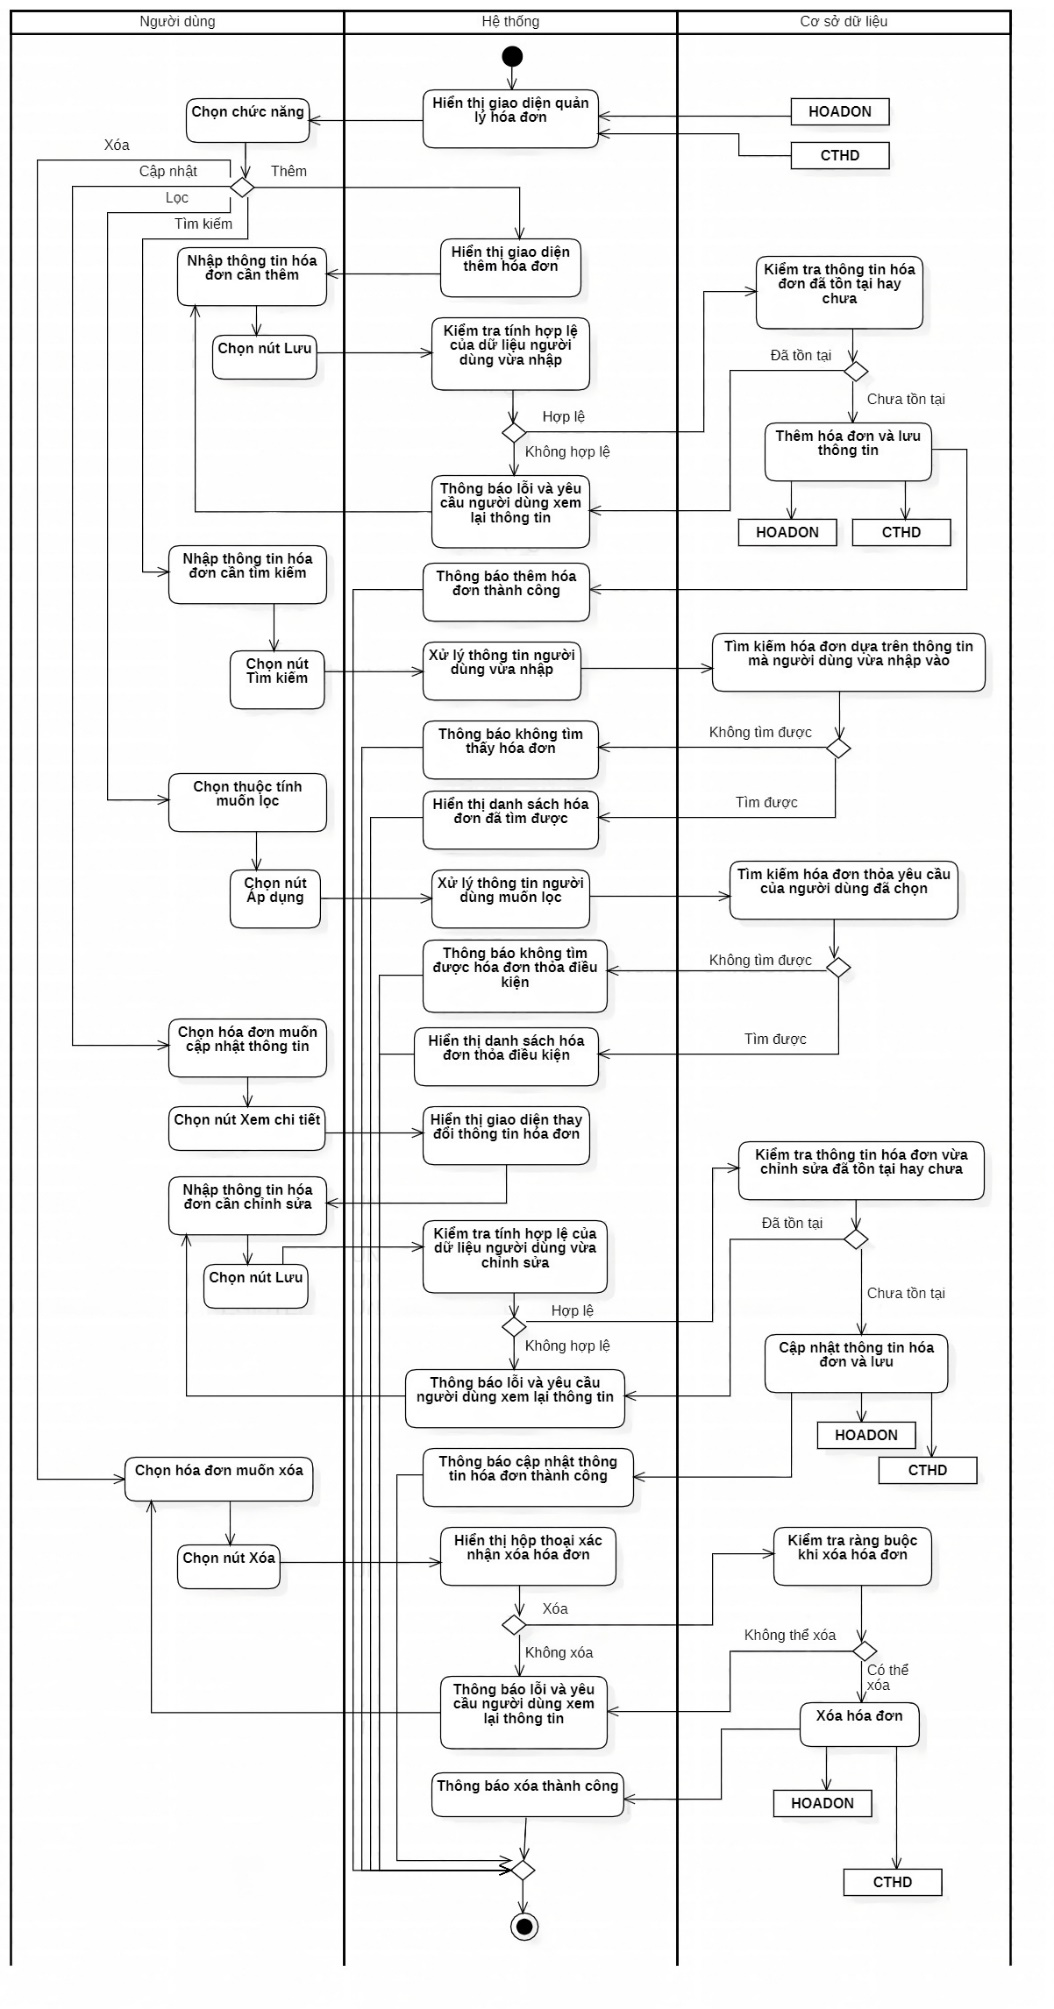 Người dùng
Hệ thống
Cơ sở dữ liệu
Hiển thị giao diện quản
lý hóa đơn
Chọn chức năng
HOADON
CTHD
Xóa
Cập nhật
Thêm
Lọc
Tìm kiếm
Hiển thị giao diện
thêm hóa đơn
Nhập thông tin hóa
đơn cần thêm
Kiểm tra thông tin hóa
đơn đã tồn tại hay
chưa
Chọn nút Lưu
Kiểm tra tính hợp lệ
của dữ liệu người
dùng vừa nhập
Đã tồn tại
Chưa tồn tại
Hợp lệ
Không hợp lệ
Thêm hóa đơn và lưu
thông tin
Thông báo lỗi và yêu
cầu người dùng xem
lại thông tin
HOADON
CTHD
Nhập thông tin hóa
đơn cần tìm kiếm
Thông báo thêm hóa
đơn thành công
Chọn nút
Tìm kiếm
Xử lý thông tin người
dùng vừa nhập
Tìm kiếm hóa đơn dựa trên thông tin
mà người dùng vừa nhập vào
Thông báo không tìm
thấy hóa đơn
Không tìm được
Chọn thuộc tính
muốn lọc
Hiển thị danh sách hóa
đơn đã tìm được
Tìm được
Chọn nút
Áp dụng
Xử lý thông tin người
dùng muốn lọc
Tìm kiếm hóa đơn thỏa yêu cầu
của người dùng đã chọn
Thông báo không tìm
được hóa đơn thỏa điều
kiện
Không tìm được
Chọn hóa đơn muốn
cập nhật thông tin
Hiển thị danh sách hóa
đơn thỏa điều kiện
Tìm được
Chọn nút Xem chi tiết
Hiển thị giao diện thay
đổi thông tin hóa đơn
Kiểm tra thông tin hóa đơn vừa
chỉnh sửa đã tồn tại hay chưa
Nhập thông tin hóa
đơn cần chỉnh sửa
Kiểm tra tính hợp lệ của
dữ liệu người dùng vừa
chỉnh sửa
Đã tồn tại
Chọn nút Lưu
Chưa tồn tại
Hợp lệ
Không hợp lệ
Cập nhật thông tin hóa
đơn và lưu
Thông báo lỗi và yêu cầu
người dùng xem lại thông tin
HOADON
CTHD
Chọn hóa đơn muốn xóa
Thông báo cập nhật thông
tin hóa đơn thành công
Chọn nút Xóa
Hiển thị hộp thoại xác
nhận xóa hóa đơn
Kiểm tra ràng buộc
khi xóa hóa đơn
Xóa
Không thể xóa
Không xóa
Có thể
xóa
Thông báo lỗi và yêu
cầu người dùng xem
lại thông tin
Xóa hóa đơn
Thông báo xóa thành công
HOADON
CTHD